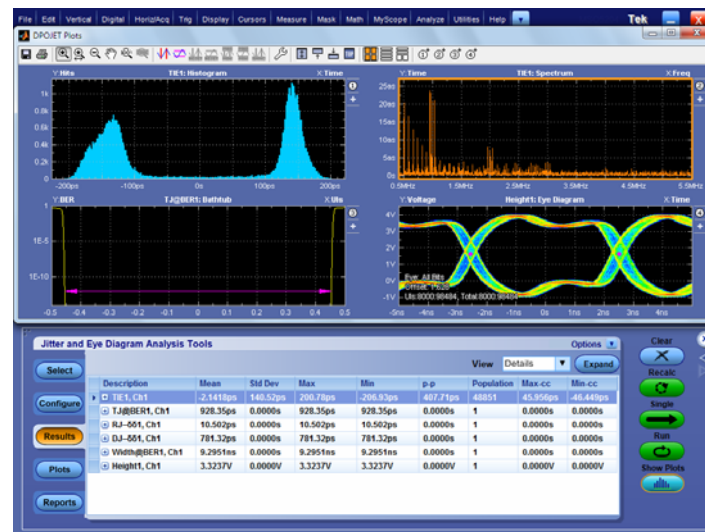 File Edit Vertical Digital Horiz/Acq Trig Display Cursors Measure Mask Math MyScope Analyze Utilities Help Tek
DPOJET Plots
Y:Hits TIE1: Histogram X:Time
1k
0.8k
0.6k
0.4k
0.2k
0
-200ps -100ps 0s 100ps 200ps
Y:Time TIE1: Spectrum X:Freq
25ns
20ns
15ns
10ns
5ns
0s
0.5MHz 1.5MHz 2.5MHz 3.5MHz 4.5MHz 5.5MHz
Y:BER TJ@BER1: Bathtub X:UIs
1
1E-5
1E-10
-0.5 -0.4 -0.3 -0.2 -0.1 0 0.1 0.2 0.3 0.4 0.5
Y:Voltage Height1: Eye Diagram X:Time
4V
3V
2V
1V
0V
-1V
Eye: All Bits
UIs:8000:98484, Total:8000:98484
-5ns -4ns -3ns -2ns -1ns 0s 1ns 2ns 3ns 4ns
Jitter and Eye Diagram Analysis Tools Options Clear
View Details Expand
Select
Configure
Results
Plots
Reports
Description Mean Std Dev Max Min p-p Population Max-cc Min-cc
TIE1, Ch1 -2.1418ps 140.52ps 200.78ps -206.93ps 407.71ps 48851 45.956ps -46.449ps
TJ@BER1, Ch1 928.35ps 0.0000s 928.35ps 928.35ps 0.0000s 1 0.0000s 0.0000s
RJ-δδ1, Ch1 10.502ps 0.0000s 10.502ps 10.502ps 0.0000s 1 0.0000s 0.0000s
DJ-δδ1, Ch1 781.32ps 0.0000s 781.32ps 781.32ps 0.0000s 1 0.0000s 0.0000s
Width@BER1, Ch1 9.2951ns 0.0000s 9.2951ns 9.2951ns 0.0000s 1 0.0000s 0.0000s
Height1, Ch1 3.3237V 0.0000V 3.3237V 3.3237V 0.0000V 1 0.0000V 0.0000V
Recalc
Single
Run
Show Plots